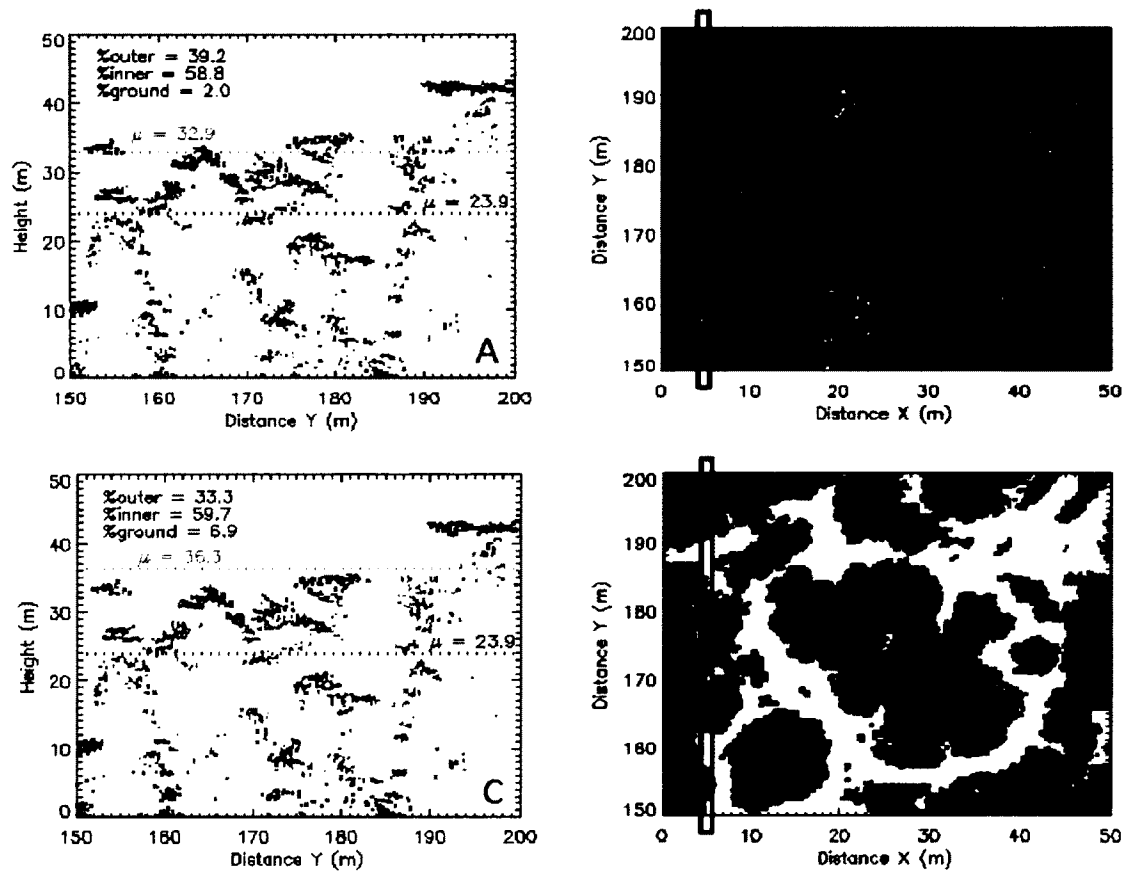 50
%outer = 39.2
%inner = 58.8
%ground = 2.0
40
μ = 32.9
30
μ = 23.9
20
10
A
0
150 160 170 180 190 200
Distance Y (m)
Height (m)
200
190
180
170
160
150
0 10 20 30 40 50
Distance X (m)
Distance Y (m)
50
%outer = 33.3
%inner = 59.7
%ground = 6.9
40
μ = 36.3
30
μ = 23.9
20
10
C
0
150 160 170 180 190 200
Distance Y (m)
Height (m)
200
190
180
170
160
150
0 10 20 30 40 50
Distance X (m)
Distance Y (m)